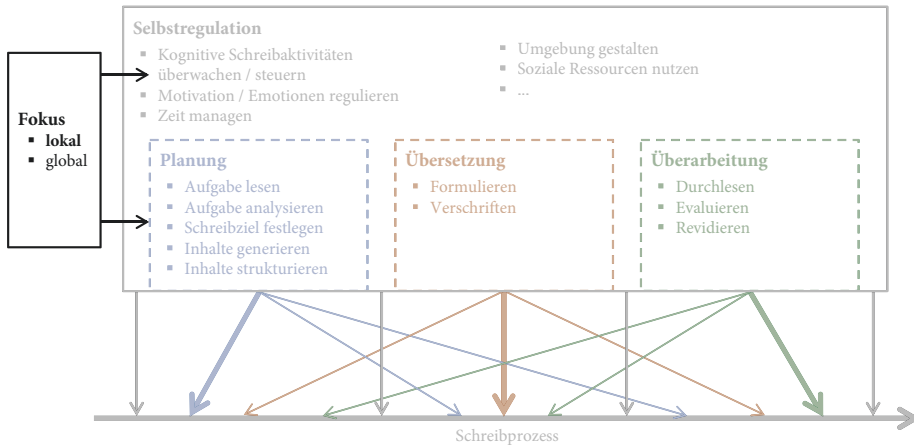 Selbstregulation
▪ Kognitive Schreibaktivitäten
▪ überwachen / steuern
▪ Motivation / Emotionen regulieren
▪ Zeit managen
▪ Umgebung gestalten
▪ Soziale Ressourcen nutzen
▪ ...
Fokus
▪ lokal
▪ global
Planung
▪ Aufgabe lesen
▪ Aufgabe analysieren
▪ Schreibziel festlegen
▪ Inhalte generieren
▪ Inhalte strukturieren
Übersetzung
▪ Formulieren
▪ Verschriften
Überarbeitung
▪ Durchlesen
▪ Evaluieren
▪ Revidieren
Schreibprozess